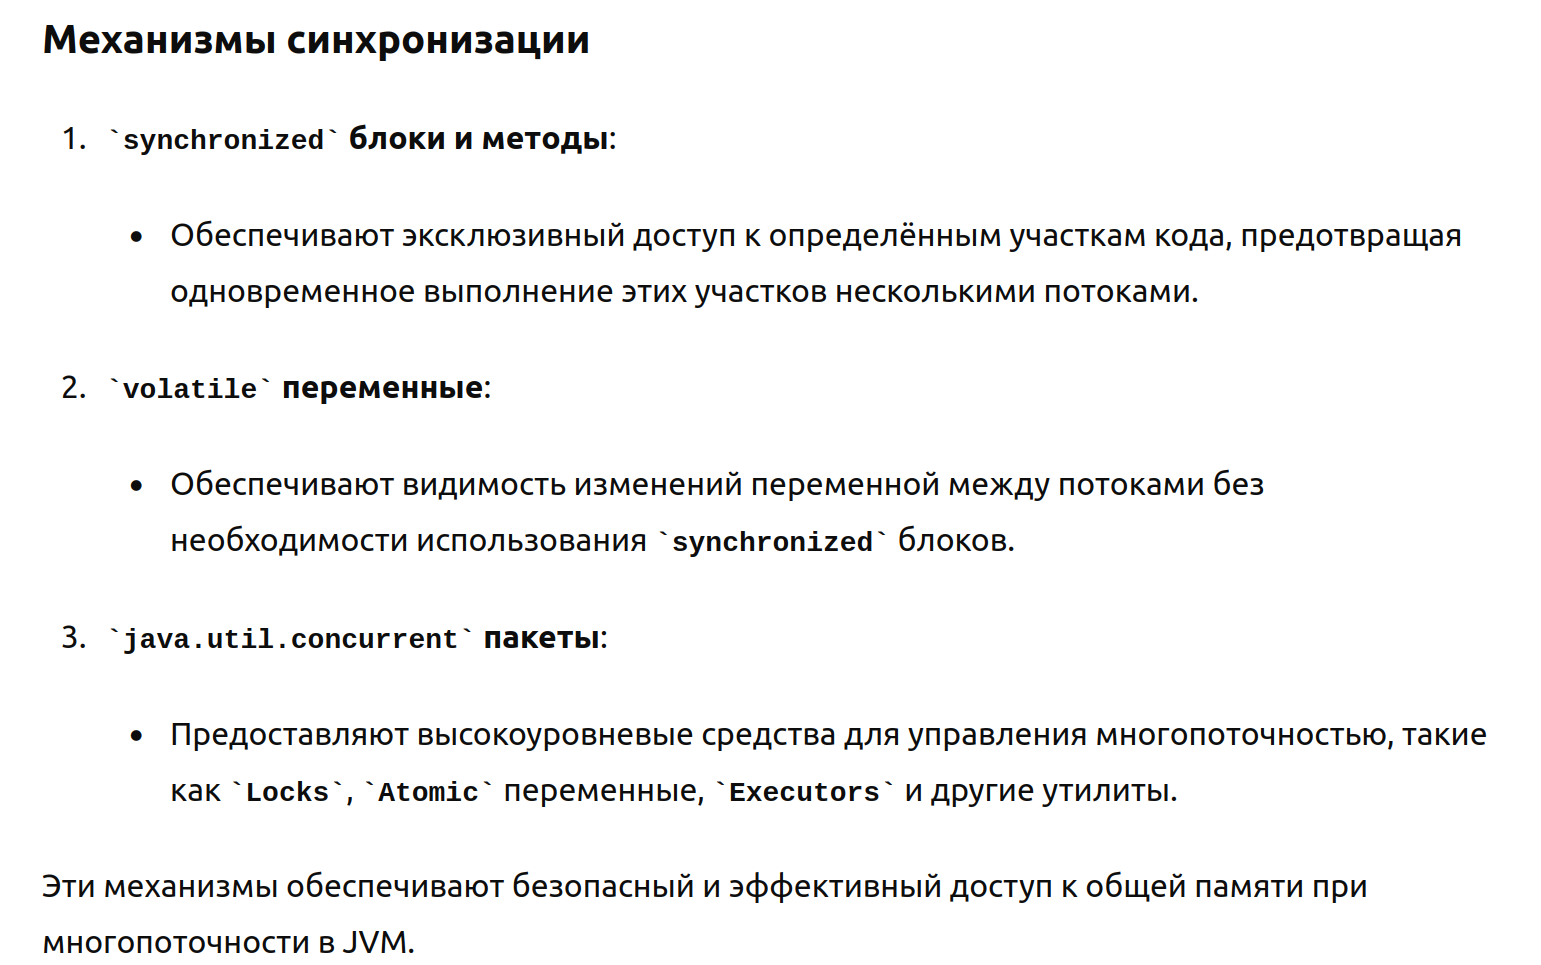 Механизмы синхронизации
1. `synchronized` блоки и методы:
• Обеспечивают эксклюзивный доступ к определённым участкам кода, предотвращая
одновременное выполнение этих участков несколькими потоками.
2. `volatile` переменные:
• Обеспечивают видимость изменений переменной между потоками без
необходимости использования `synchronized` блоков.
3. `java.util.concurrent` пакеты:
• Предоставляют высокоуровневые средства для управления многопоточностью, такие
как `Locks`, `Atomic` переменные, `Executors` и другие утилиты.
Эти механизмы обеспечивают безопасный и эффективный доступ к общей памяти при
многопоточности в JVM.